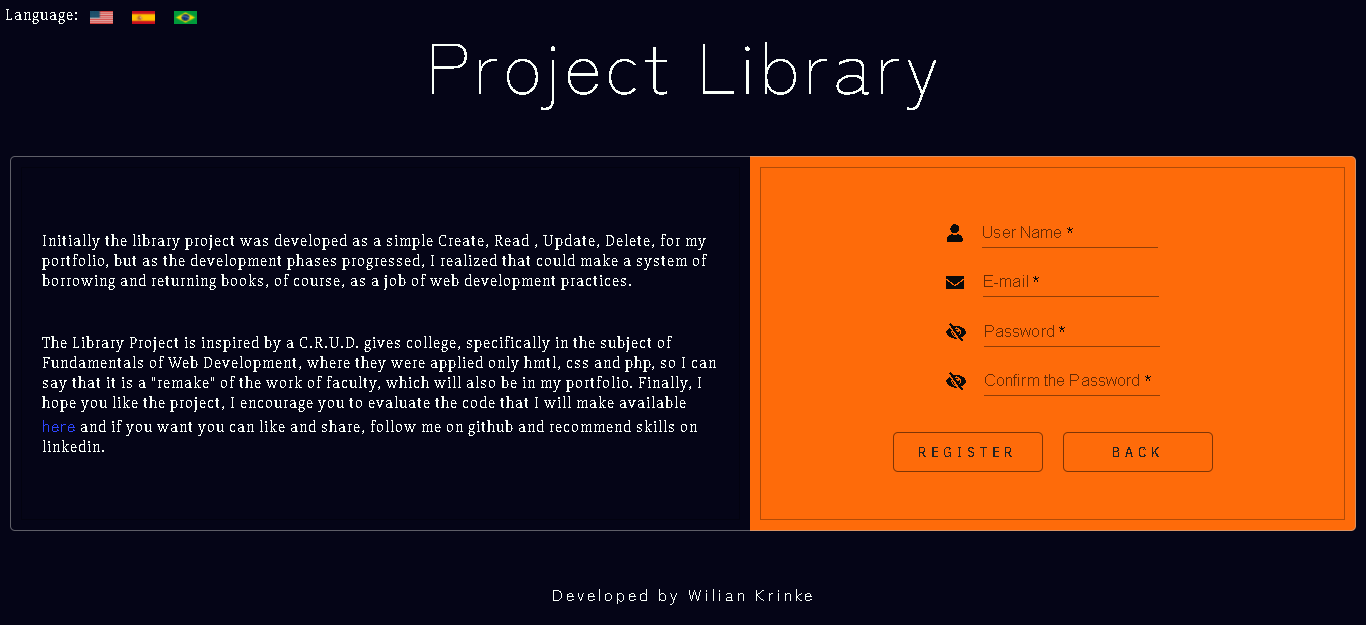 Language:
Project Library
Initially the library project was developed as a simple Create, Read , Update, Delete, for my
portfolio, but as the development phases progressed, I realized that could make a system of
borrowing and returning books, of course, as a job of web development practices.
The Library Project is inspired by a C.R.U.D. gives college, specifically in the subject of
Fundamentals of Web Development, where they were applied only hmtl, css and php, so I can
say that it is a "remake" of the work of faculty, which will also be in my portfolio. Finally, I
hope you like the project, I encourage you to evaluate the code that I will make available
here and if you want you can like and share, follow me on github and recommend skills on
linkedin.
User Name *
E-mail *
Password *
Confirm the Password *
REGISTER
BACK
Developed by Wilian Krinke